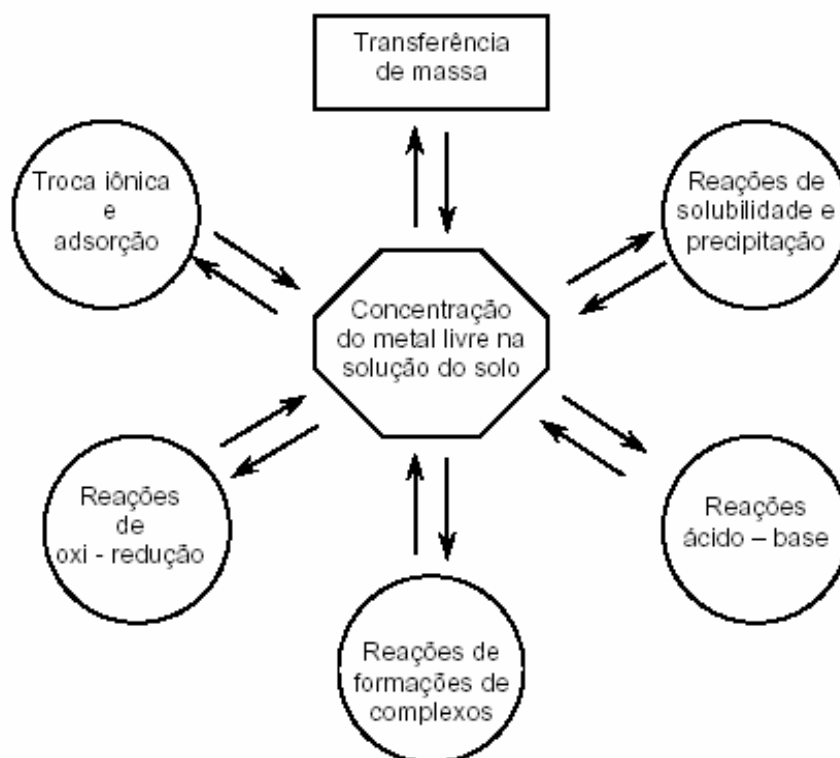 Transferência
de massa
Troca iônica
e
adsorção
Reações de
solubilidade e
precipitação
Concentração
do metal livre na
solução do solo
Reações
de
oxi - redução
Reações
ácido – base
Reações de
formações de
complexos